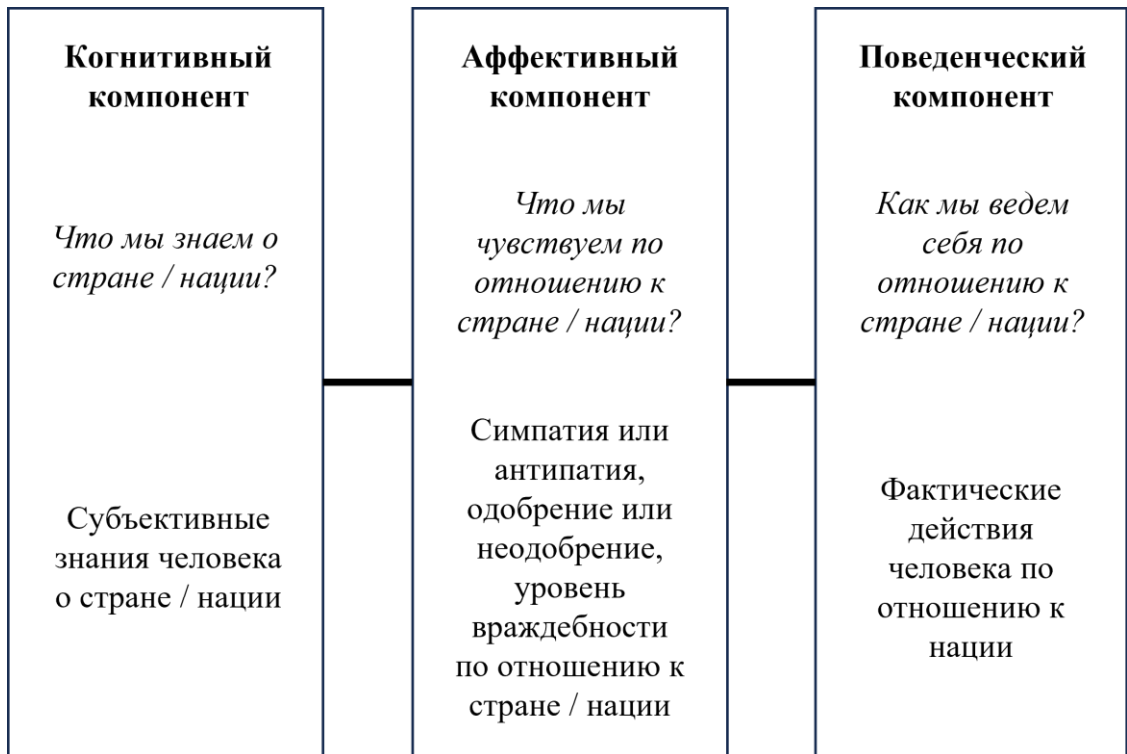 Когнитивный
компонент
Что мы знаем о
стране / нации?
Субъективные
знания человека
о стране / нации
Аффективный
компонент
Что мы
чувствуем по
отношению к
стране / нации?
Симпатия или
антипатия,
одобрение или
неодобрение,
уровень
враждебности
по отношению к
стране / нации
Поведенческий
компонент
Как мы ведем
себя по
отношению к
стране / нации?
Фактические
действия
человека по
отношению к
нации